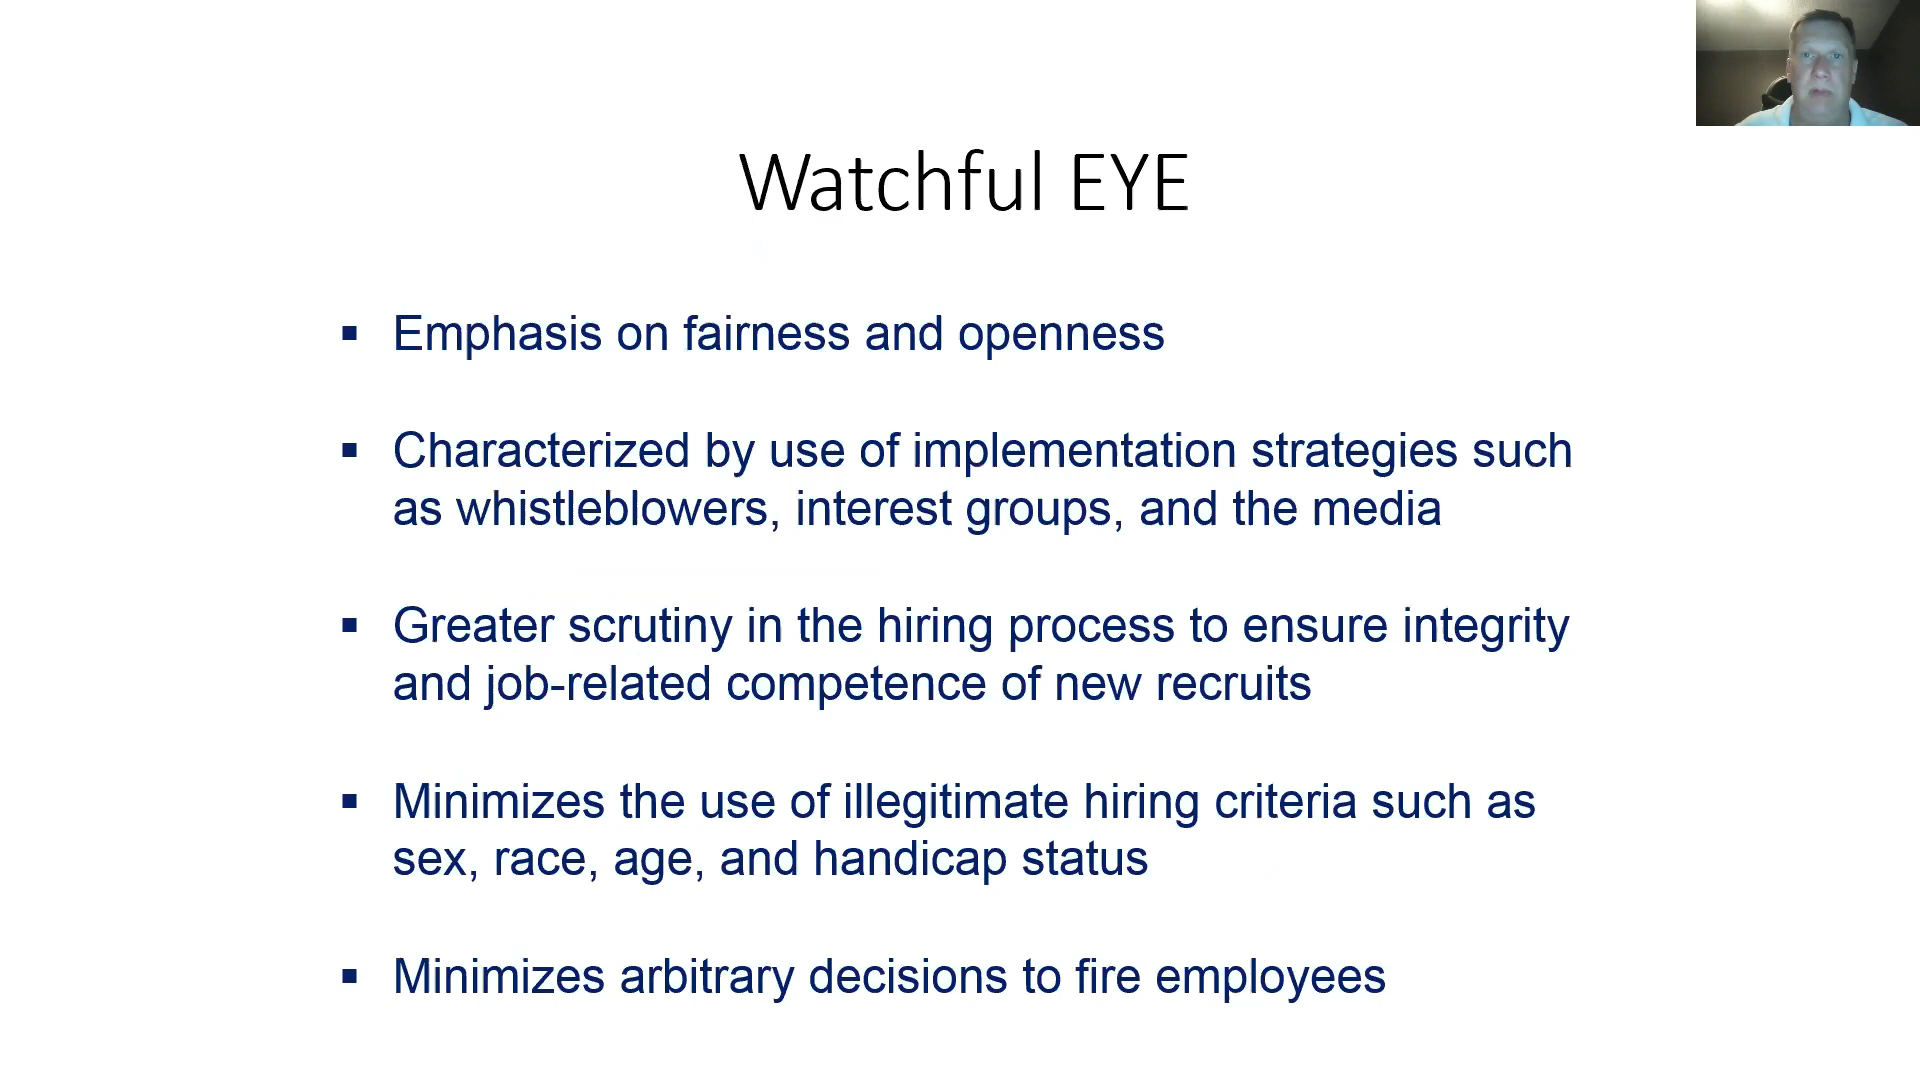 Watchful EYE
▪ Emphasis on fairness and openness
▪ Characterized by use of implementation strategies such
as whistleblowers, interest groups, and the media
▪ Greater scrutiny in the hiring process to ensure integrity
and job-related competence of new recruits
▪ Minimizes the use of illegitimate hiring criteria such as
sex, race, age, and handicap status
▪ Minimizes arbitrary decisions to fire employees